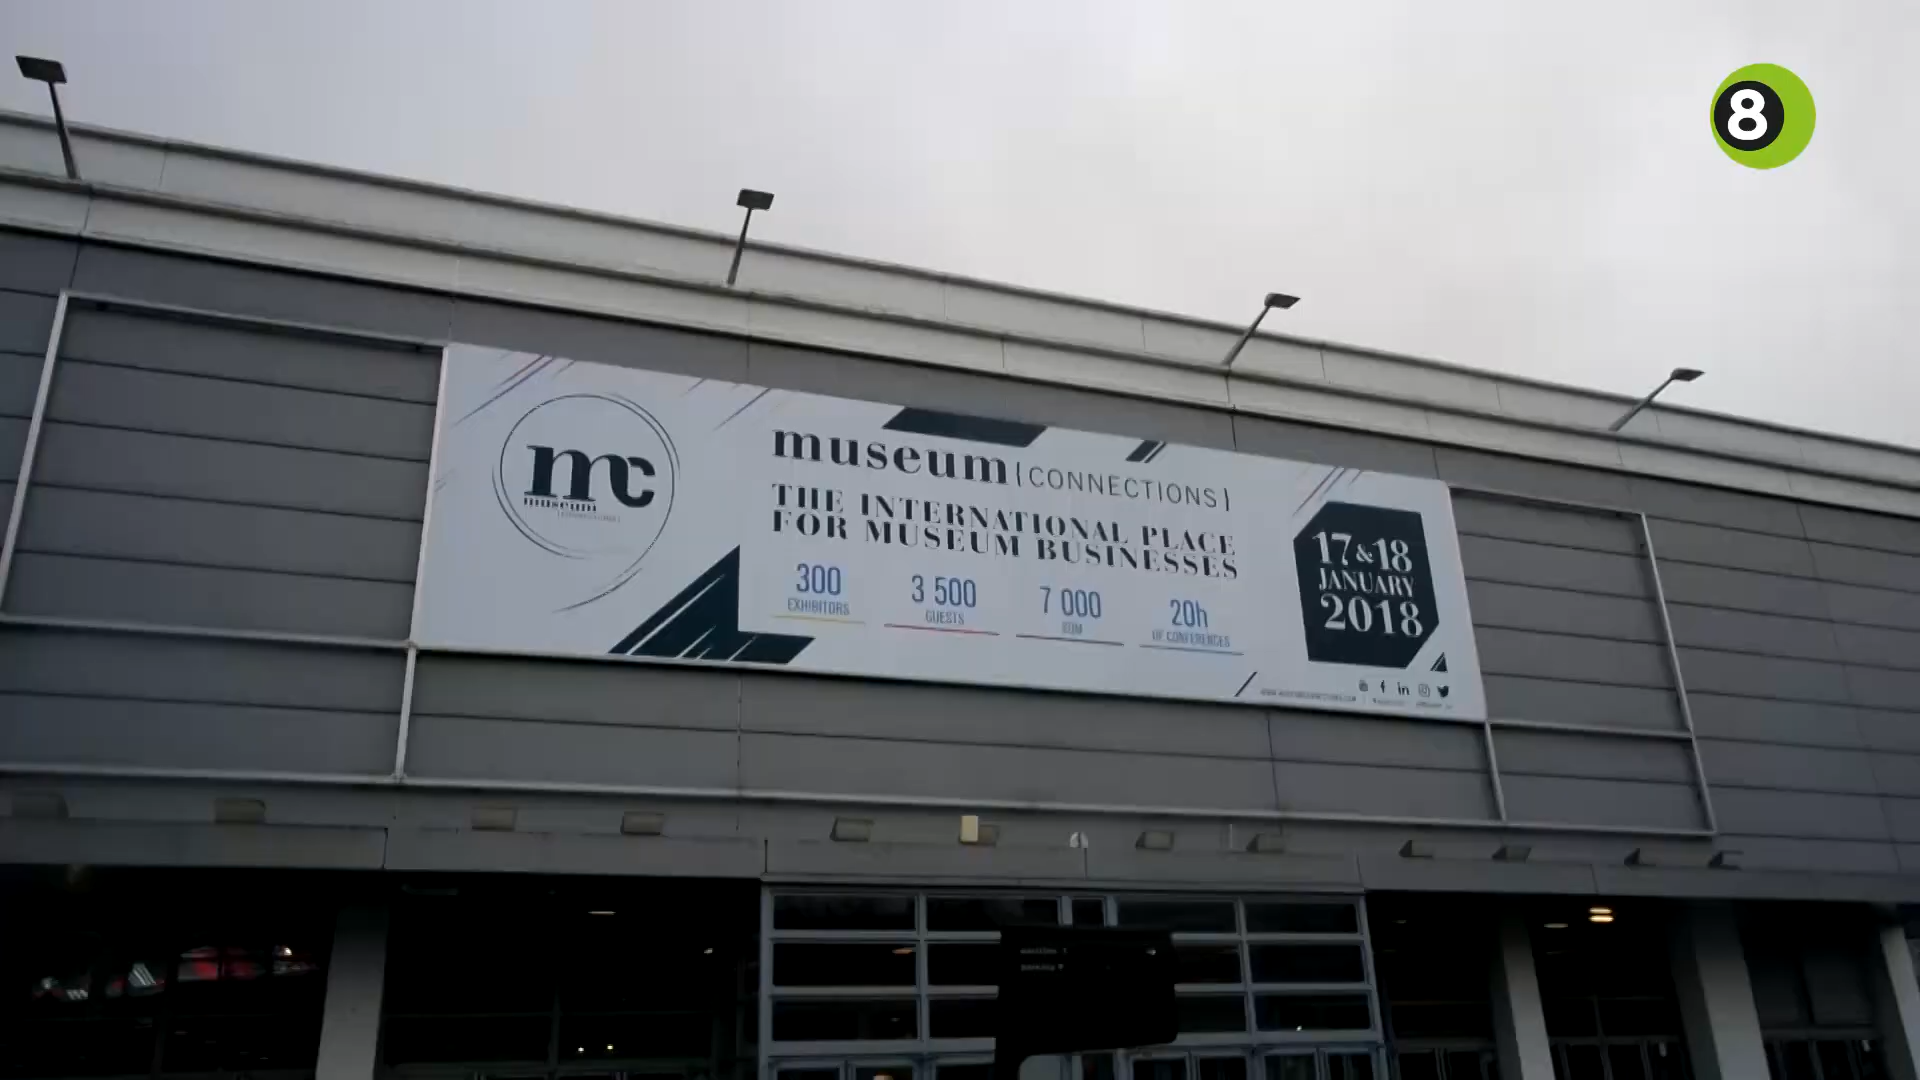 8
mc
museum
museum {CONNECTIONS}
THE INTERNATIONAL PLACE
FOR MUSEUM BUSINESSES
300
EXHIBITORS
3 500
GUESTS
7 000
SQM
20h
OF CONFERENCES
17&18
JANUARY
2018